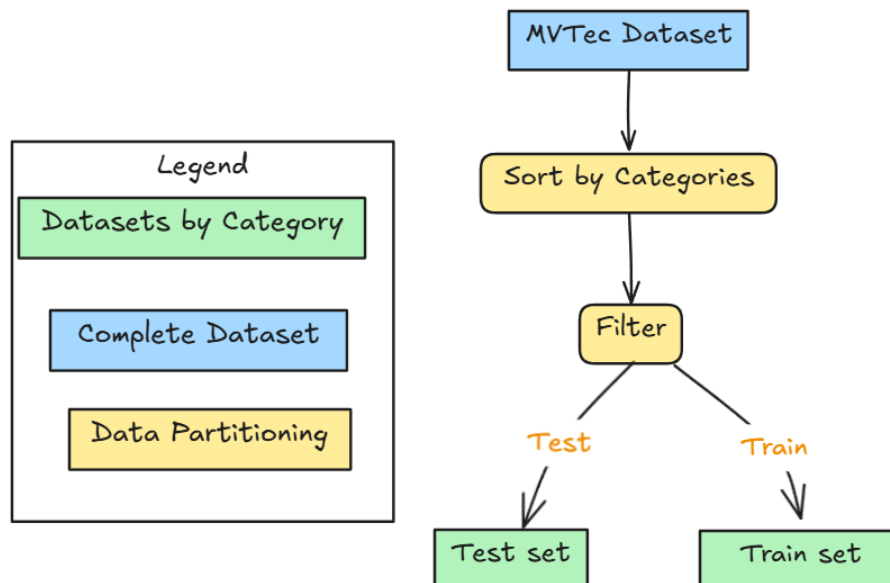 MVTec Dataset
Legend
Sort by Categories
Datasets by Category
Complete Dataset
Filter
Data Partitioning
Test
Train
Test set
Train set